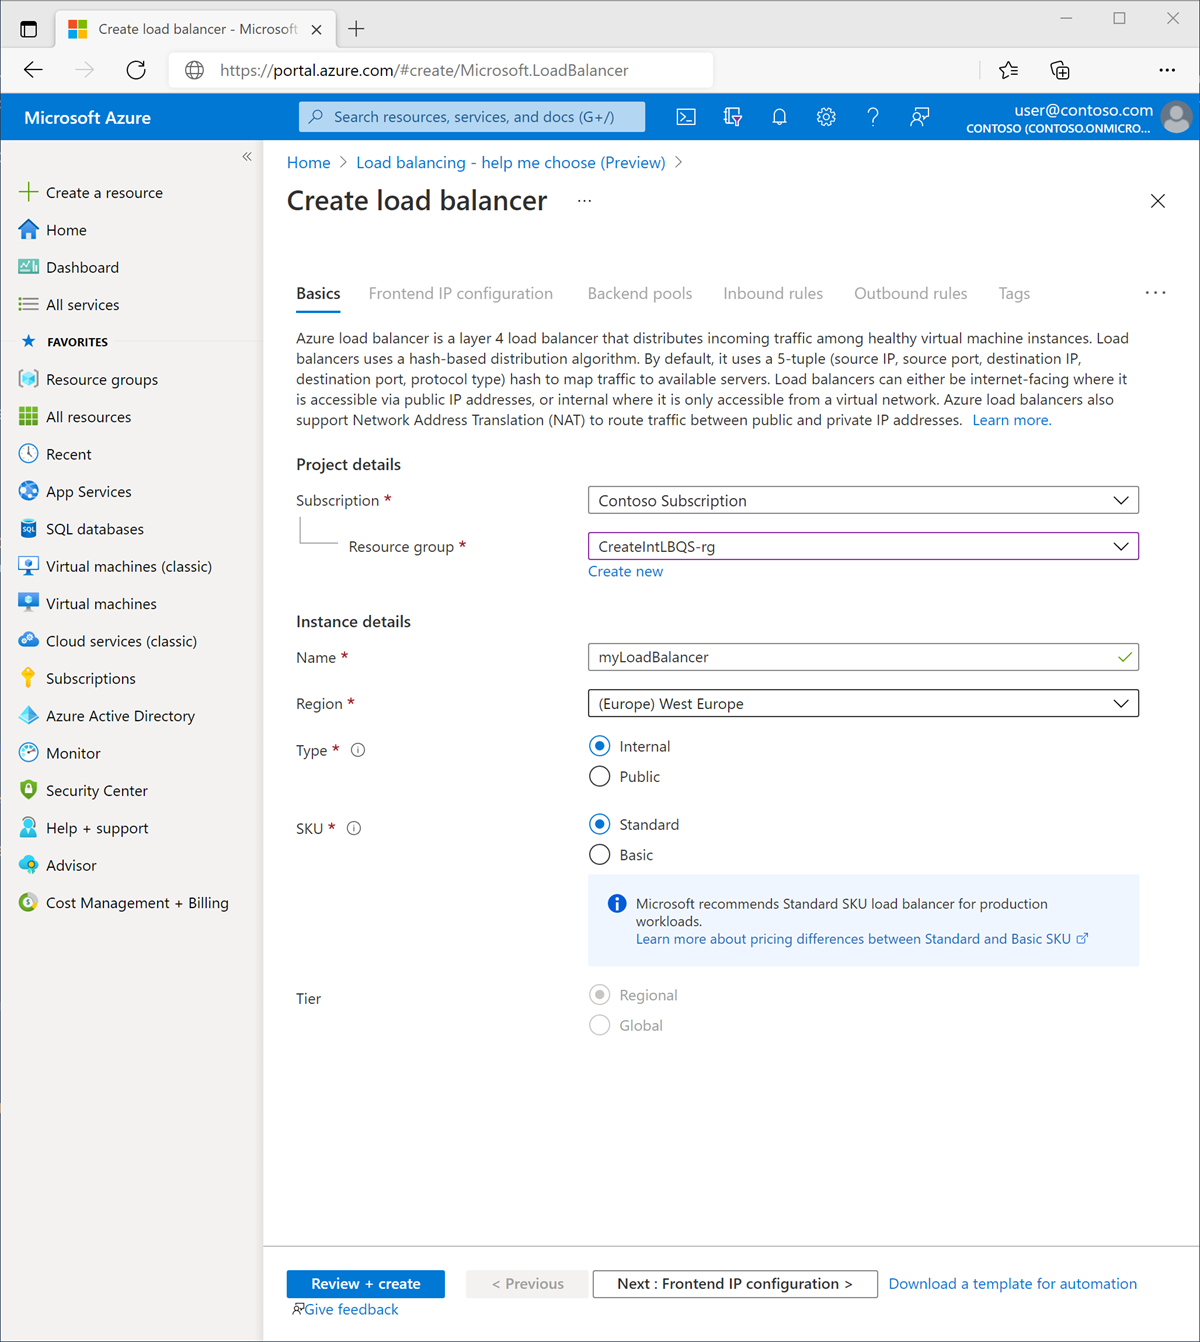 Create load balancer - Microsoft
https://portal.azure.com/#create/Microsoft.LoadBalancer
Microsoft Azure
Search resources, services, and docs (G+/)
user@contoso.com
CONTOSO (CONTOSO.ONMICRO...
Create a resource
Home
Dashboard
All services
FAVORITES
Resource groups
All resources
Recent
App Services
SQL databases
Virtual machines (classic)
Virtual machines
Cloud services (classic)
Subscriptions
Azure Active Directory
Monitor
Security Center
Help + support
Advisor
Cost Management + Billing
Home > Load balancing - help me choose (Preview) >
Create load balancer ...
Basics Frontend IP configuration Backend pools Inbound rules Outbound rules Tags ...
Azure load balancer is a layer 4 load balancer that distributes incoming traffic among healthy virtual machine instances. Load
balancers uses a hash-based distribution algorithm. By default, it uses a 5-tuple (source IP, source port, destination IP,
destination port, protocol type) hash to map traffic to available servers. Load balancers can either be internet-facing where it
is accessible via public IP addresses, or internal where it is only accessible from a virtual network. Azure load balancers also
support Network Address Translation (NAT) to route traffic between public and private IP addresses. Learn more.
Project details
Subscription * Contoso Subscription
Resource group * CreateIntLBQS-rg
Create new
Instance details
Name * myLoadBalancer
Region * (Europe) West Europe
Type * Internal
Public
SKU * Standard
Basic
Microsoft recommends Standard SKU load balancer for production
workloads.
Learn more about pricing differences between Standard and Basic SKU
Tier Regional
Global
Review + create < Previous Next : Frontend IP configuration > Download a template for automation
Give feedback